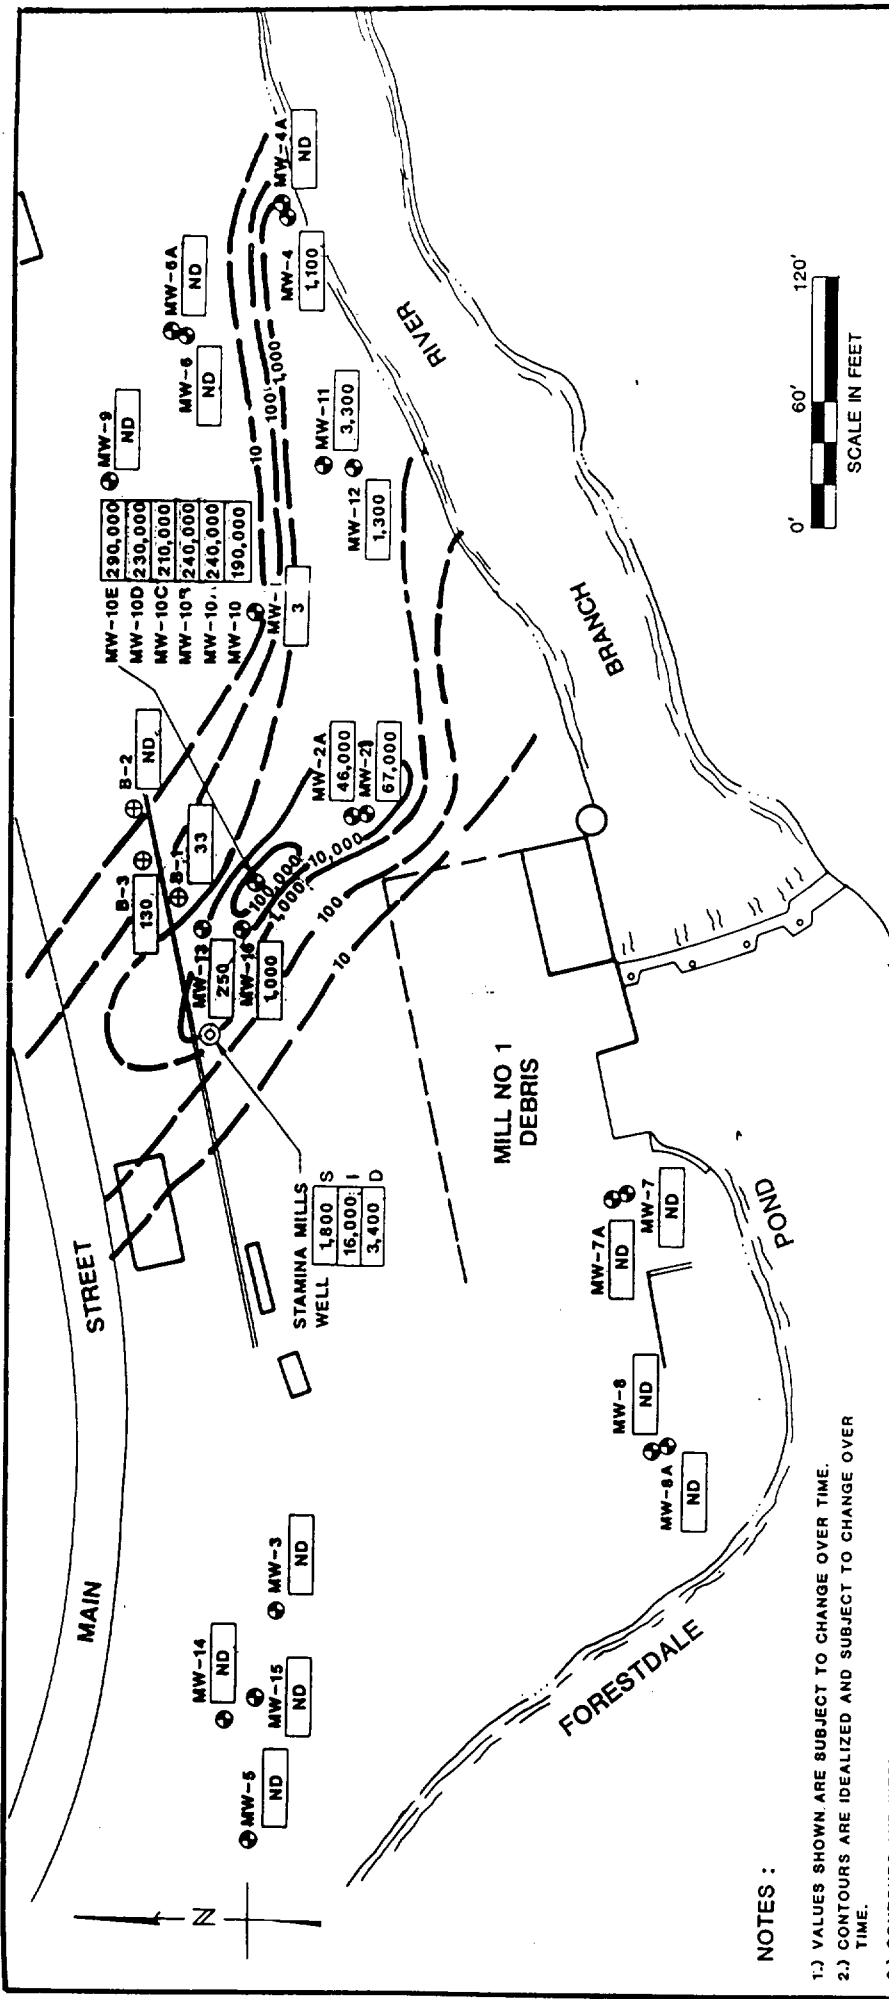 MAIN
STREET
MW-5
ND
MW-14
ND
MW-15
ND
MW-3
ND
STAMINA MILLS
WELL
1,800 S
16,000 I
3,400 D
B-3
130
B-2
ND
33
MW-13
250
MW-16
1,000
MW-10E 290,000
MW-10D 230,000
MW-10C 210,000
240,000
240,000
MW-10 190,000
MW-9
ND
MW-6
ND
MW-6A
ND
3
MW-4
1,100
MW-4A
ND
MW-11
3,300
MW-12
1,300
MW-2A
46,000
67,000
10
100
1,000
100,000
10,000
1,000
100
10
MILL NO 1
DEBRIS
MW-7A
ND
MW-7
ND
MW-8
ND
MW-8A
ND
FORESTDALE
POND
BRANCH
RIVER
0' 60' 120'
SCALE IN FEET
N
NOTES :
1.) VALUES SHOWN ARE SUBJECT TO CHANGE OVER TIME.
2.) CONTOURS ARE IDEALIZED AND SUBJECT TO CHANGE OVER
TIME.